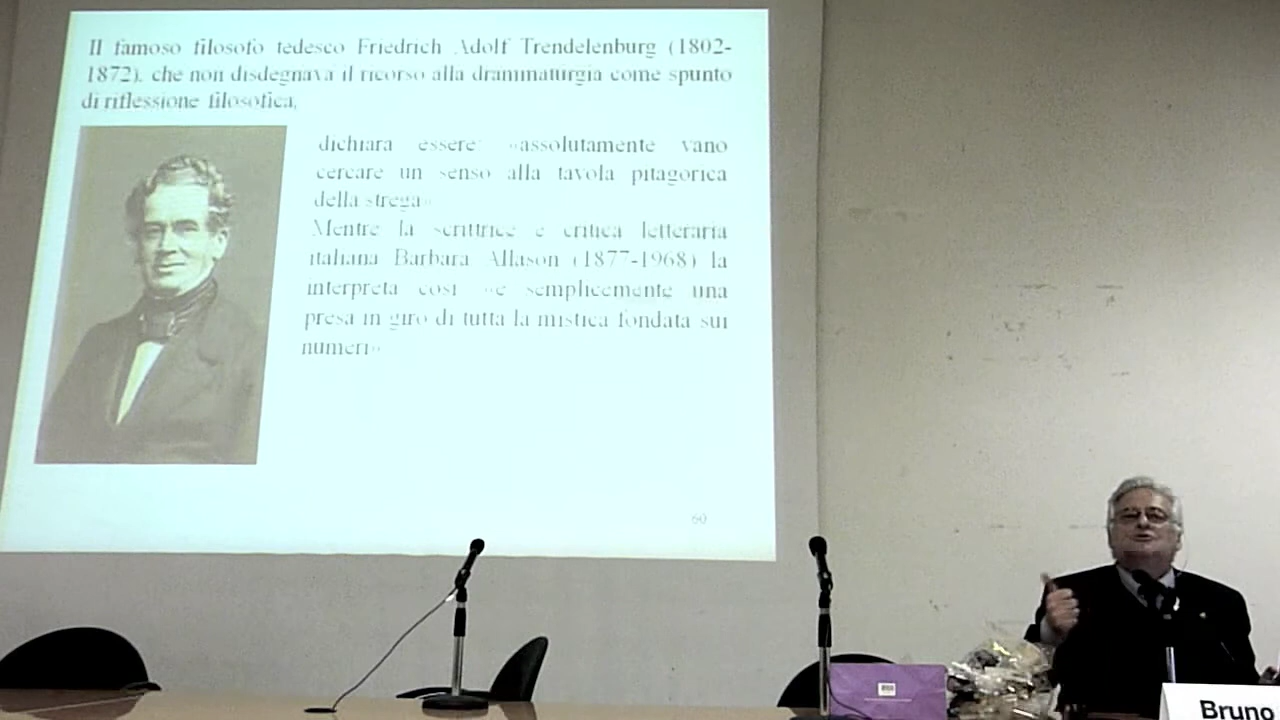 Il famoso filosofo tedesco Friedrich Adolf Trendelenburg (1802-
1872), che non disdegnava il ricorso alla drammaturgia come spunto
di riflessione filosofica,
dichiara essere: «assolutamente vano
cercare un senso alla tavola pitagorica
della strega»
Mentre la scrittrice e critica letteraria
italiana Barbara Allason (1877-1968) la
interpreta così «è semplicemente una
presa in giro di tutta la mistica fondata sui
numeri»
60
Bruno